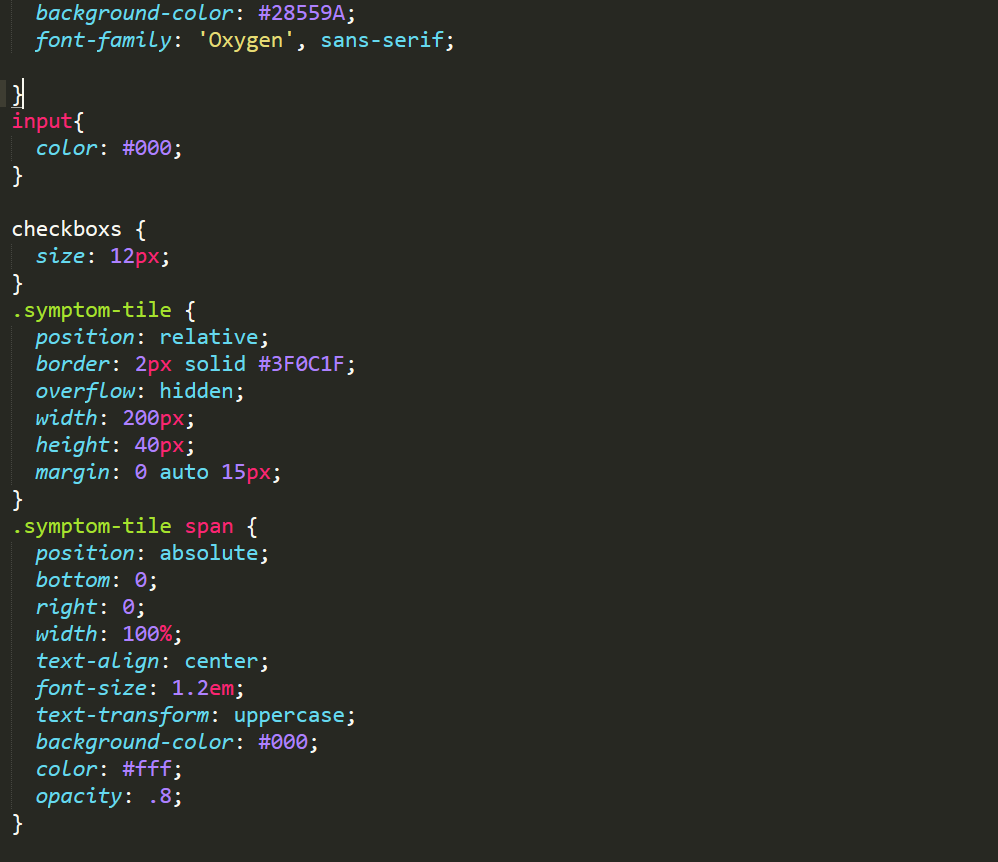 background-color: #28559A;
font-family: 'Oxygen', sans-serif;
}
input{
color: #000;
}
checkboxs {
size: 12px;
}
.symptom-tile {
position: relative;
border: 2px solid #3F0C1F;
overflow: hidden;
width: 200px;
height: 40px;
margin: 0 auto 15px;
}
.symptom-tile span {
position: absolute;
bottom: 0;
right: 0;
width: 100%;
text-align: center;
font-size: 1.2em;
text-transform: uppercase;
background-color: #000;
color: #fff;
opacity: .8;
}